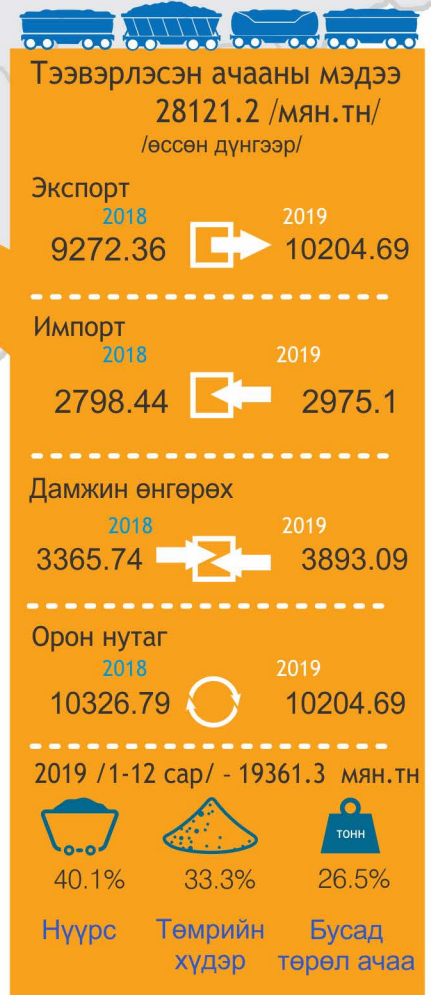 Тээвэрлэсэн ачааны мэдээ
28121.2 /мян.тн/
/өссөн дүнгээр/
Экспорт
2018 2019
9272.36 10204.69
Импорт
2018 2019
2798.44 2975.1
Дамжин өнгөрөх
2018 2019
3365.74 3893.09
Орон нутаг
2018 2019
10326.79 10204.69
2019 /1-12 сар/ - 19361.3 мян.тн
тонн
40.1% 33.3% 26.5%
Нүүрс Төмрийн Бусад
хүдэр төрөл ачаа